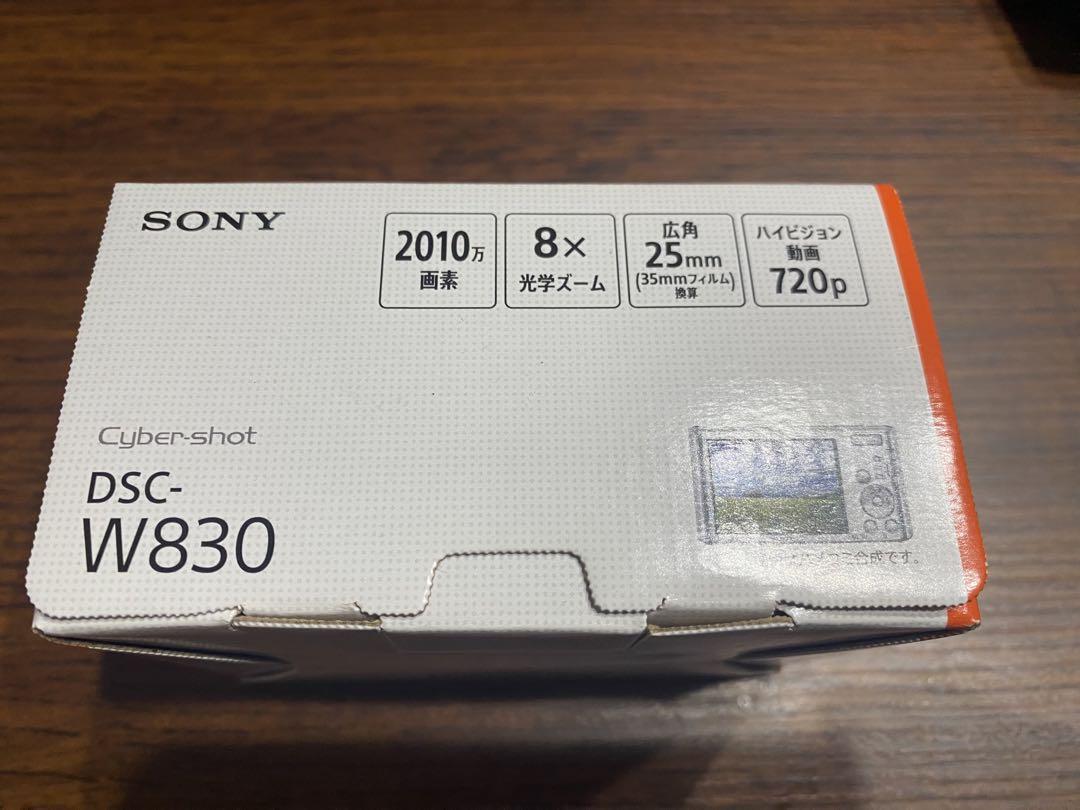 SONY
2010万
画素
8×
光学ズーム
広角
25mm
(35mmフィルム)
換算
ハイビジョン
動画
720p
Cyber-shot
DSC-
W830
合成です。